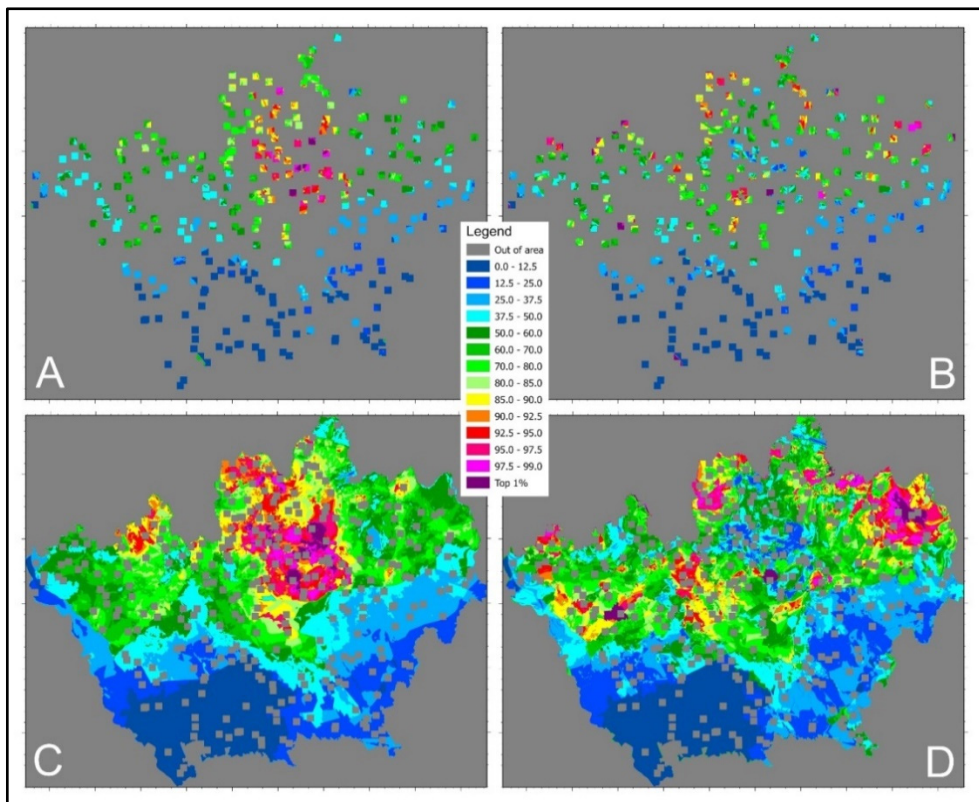 A
B
Legend
Out of area
0.0 - 12.5
12.5 - 25.0
25.0 - 37.5
37.5 - 50.0
50.0 - 60.0
60.0 - 70.0
70.0 - 80.0
80.0 - 85.0
85.0 - 90.0
90.0 - 92.5
92.5 - 95.0
95.0 - 97.5
97.5 - 99.0
Top 1%
C
D